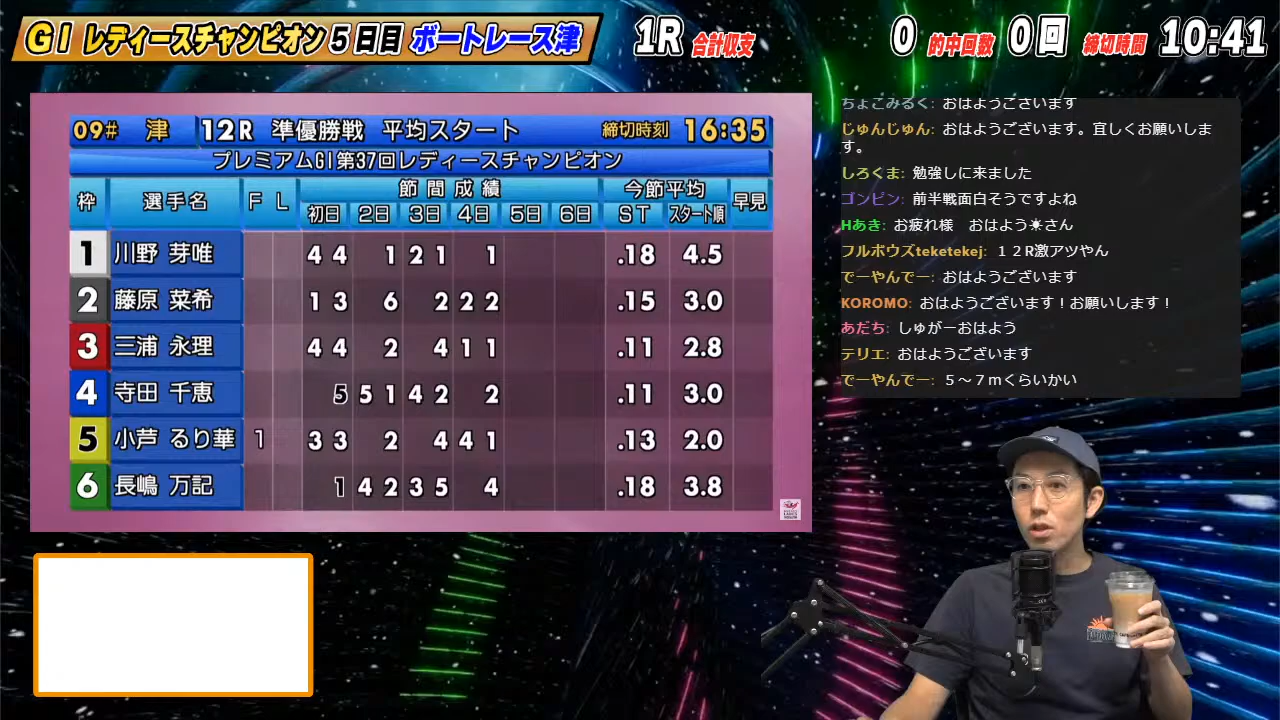 GI レディースチャンピオン5日目 ボートレース津
1R 合計収支 0 的中回数 0回 締切時間 10:41
09# 津 12R 準優勝戦 平均スタート 締切時刻 16:35
プレミアムGI第37回レディースチャンピオン
枠 選手名 F L 節間成績 今節平均 早見
初日 2日 3日 4日 5日 6日 ST スタート順
1 川野 芽唯 4 4 1 2 1 1 .18 4.5
2 藤原 菜希 1 3 6 2 2 2 .15 3.0
3 三浦 永理 4 4 2 4 1 1 .11 2.8
4 寺田 千恵 5 5 1 4 2 2 .11 3.0
5 小芦 るり華 1 3 3 2 4 4 1 .13 2.0
6 長嶋 万記 1 4 2 3 5 4 .18 3.8
ちょこみるく: おはようございます
じゅんじゅん: おはようございます。宜しくお願いしま
す。
しろくま: 勉強しに来ました
ゴンピン: 前半戦面白そうですよね
Hあき: お疲れ様 おはよう☀さん
フルボウズteketekej: 12R激アツやん
でーやんでー: おはようございます
KOROMO: おはようございます!お願いします!
あだち: しゅがーおはよう
テリエ: おはようございます
でーやんでー: 5～7mくらいかい